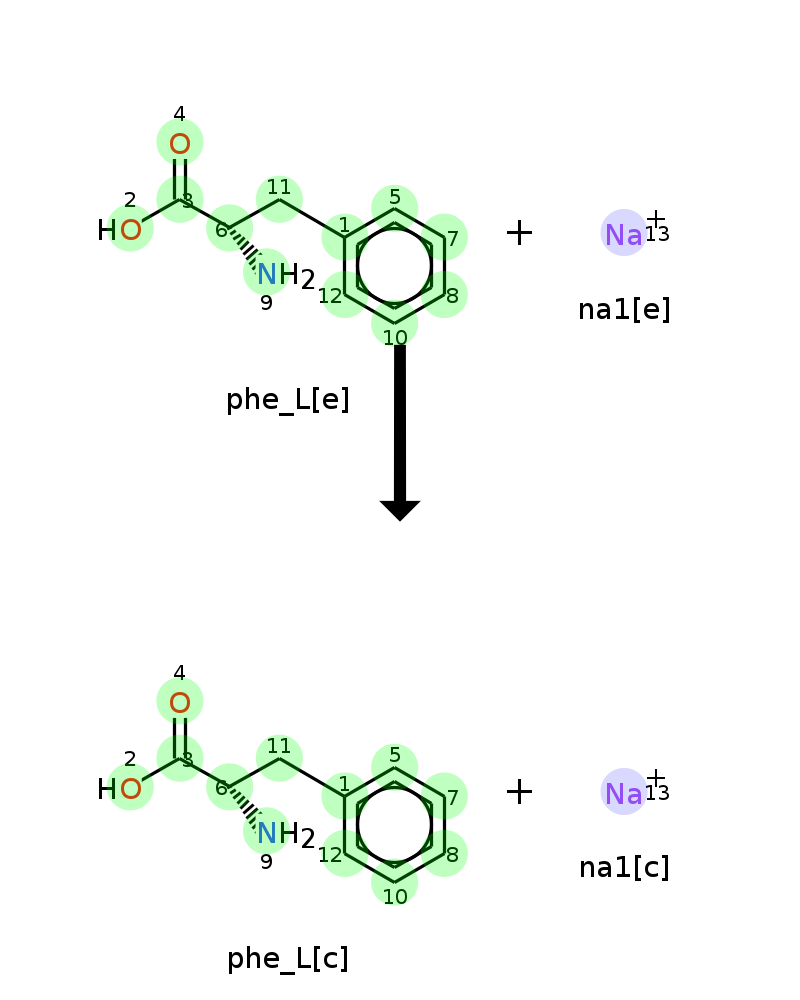 4
2 3 11 5
HO 6 1 7 + Na+ 13
NH2 12 8
9 10
na1[e]
phe_L[e]
4
2 3 11 5
HO 6 1 7 + Na+ 13
NH2 12 8
9 10
na1[c]
phe_L[c]